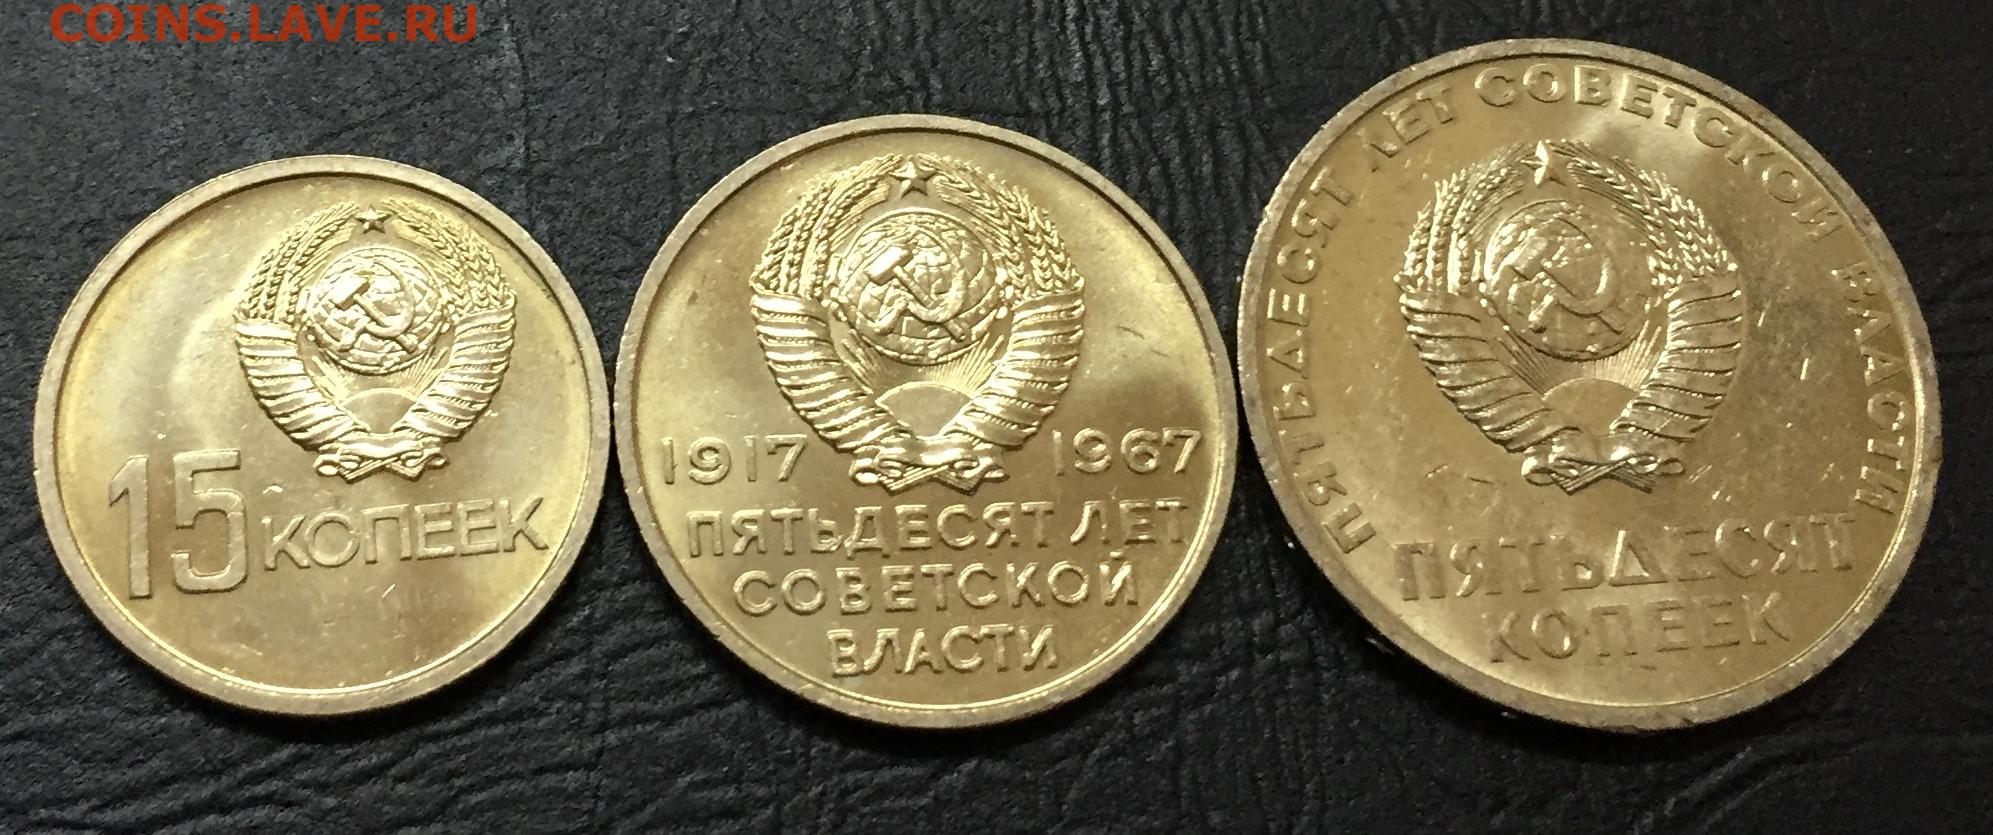 COINS.LAVE.RU
15 КОПЕЕК
1917 1967
ПЯТЬДЕСЯТ ЛЕТ
СОВЕТСКОЙ
ВЛАСТИ
ПЯТЬДЕСЯТ ЛЕТ СОВЕТСКОЙ ВЛАСТИ
ПЯТЬДЕСЯТ
КОПЕЕК